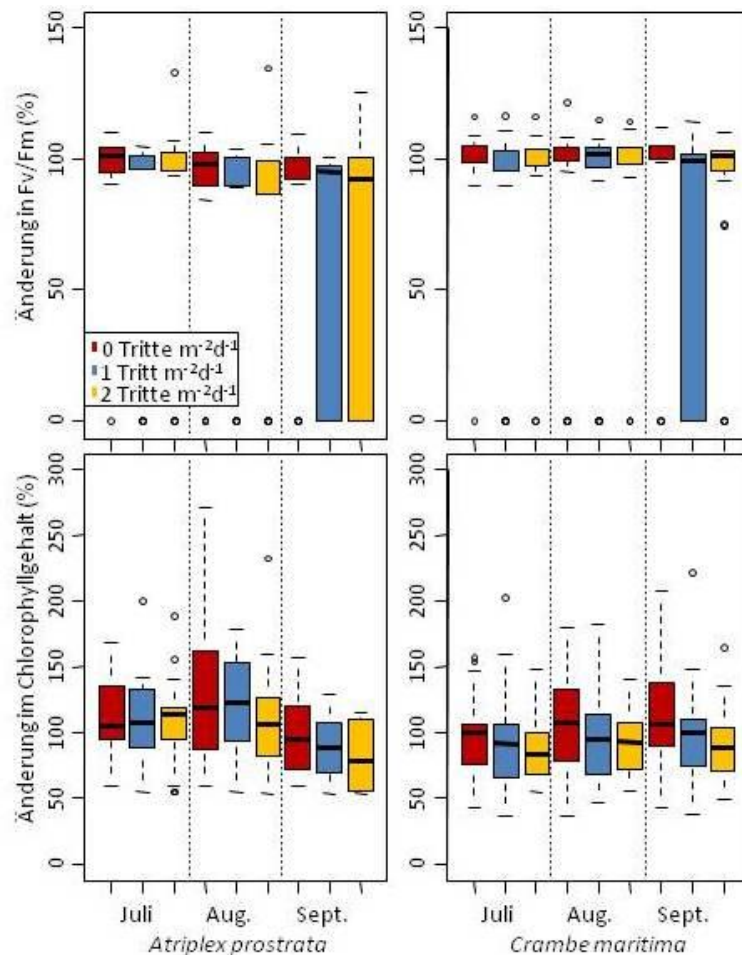 Änderung in Fv/Fm (%)
150
100
50
0
150
100
50
0
0 Tritte m⁻²d⁻¹
1 Tritt m⁻²d⁻¹
2 Tritte m⁻²d⁻¹
Änderung im Chlorophyllgehalt (%)
300
250
200
150
100
50
0
300
250
200
150
100
50
0
Juli Aug. Sept.
Juli Aug. Sept.
Atriplex prostrata
Crambe maritima